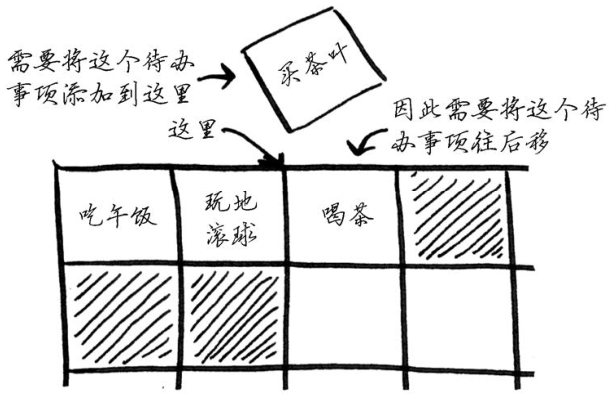 需要将这个待办
事项添加到这里
买茶叶
这里
因此需要将这个待
办事项往后移
吃午饭
玩地
滚球
喝茶